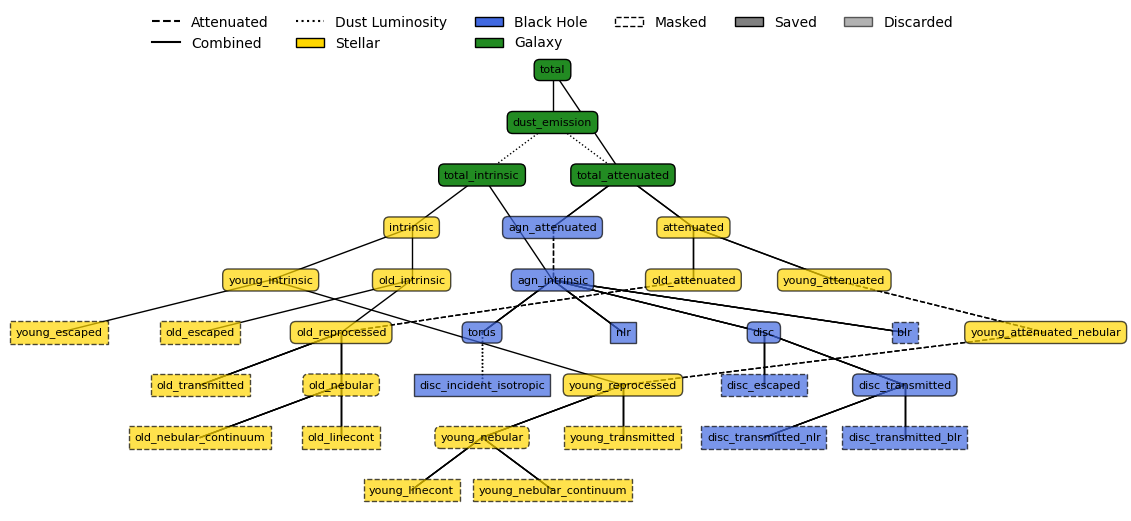 Attenuated Dust Luminosity Black Hole Masked Saved Discarded
Combined Stellar Galaxy
total
dust_emission
total_intrinsic total_attenuated
intrinsic agn_attenuated attenuated
young_intrinsic old_intrinsic agn_intrinsic old_attenuated young_attenuated
young_escaped old_escaped old_reprocessed torus nlr disc blr young_attenuated_nebular
old_transmitted old_nebular disc_incident_isotropic young_reprocessed disc_escaped disc_transmitted
old_nebular_continuum old_linecont young_nebular young_transmitted disc_transmitted_nlr disc_transmitted_blr
young_linecont young_nebular_continuum